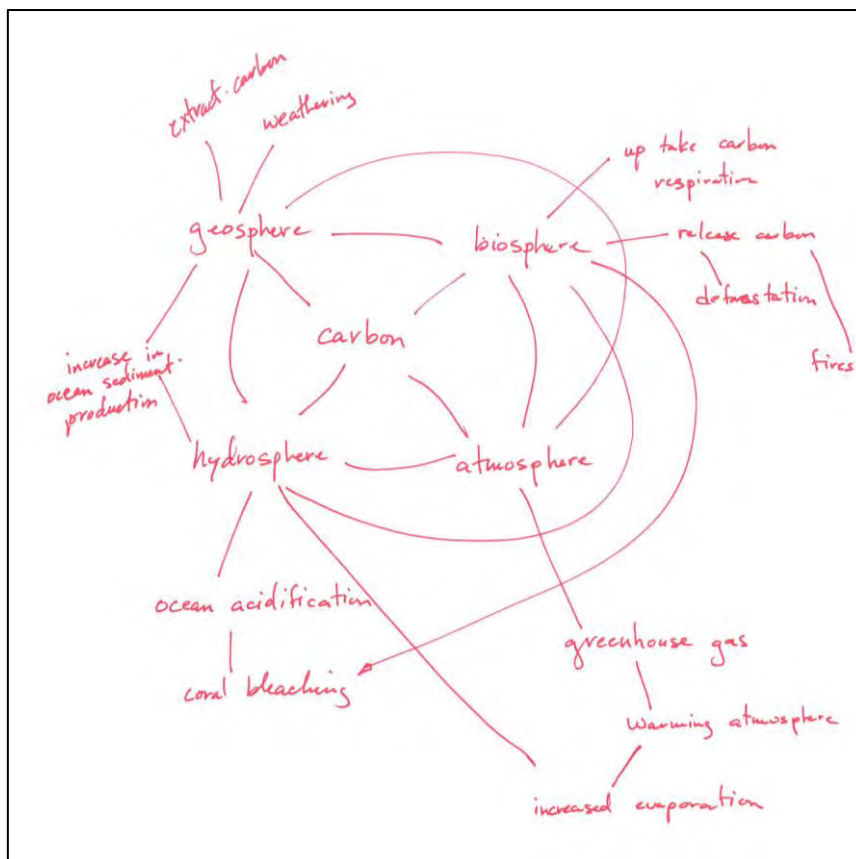 extract carbon
weathering
up take carbon
respiration
geosphere
biosphere
release carbon
deforestation
carbon
fires
increase in
ocean sediment
production
hydrosphere
atmosphere
ocean acidification
greenhouse gas
coral bleaching
warming atmosphere
increased evaporation